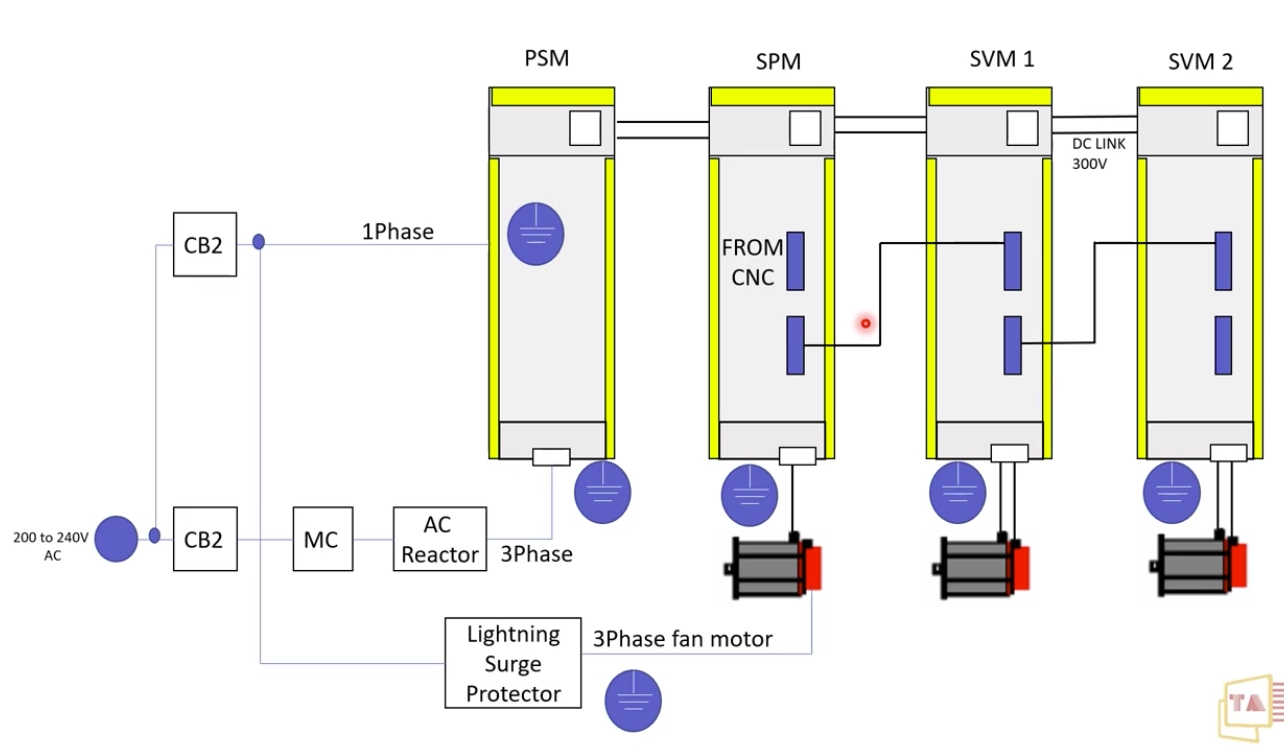 PSM
SPM
SVM 1
SVM 2
DC LINK
300V
CB2
1Phase
FROM
CNC
200 to 240V
AC
CB2
MC
AC
Reactor
3Phase
Lightning
Surge
Protector
3Phase fan motor
TA